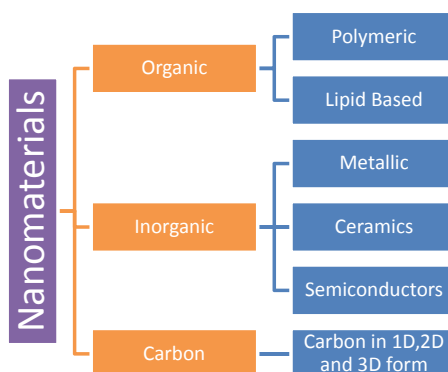 Nanomaterials
Organic
Polymeric
Lipid Based
Inorganic
Metallic
Ceramics
Semiconductors
Carbon
Carbon in 1D,2D
and 3D form